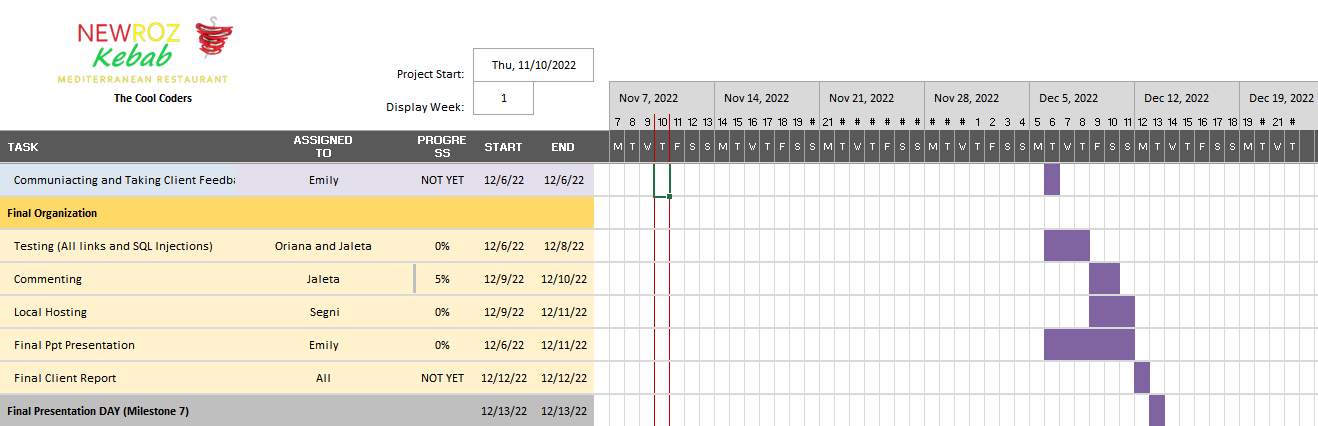 NEWROZ
Kebab
MEDITERRANEAN RESTAURANT
The Cool Coders
Project Start: Thu, 11/10/2022
Display Week: 1
Nov 7, 2022 Nov 14, 2022 Nov 21, 2022 Nov 28, 2022 Dec 5, 2022 Dec 12, 2022 Dec 19, 2022
7 8 9 10 11 12 13 14 15 16 17 18 19 # 21 # # # # # # # # # 1 2 3 4 5 6 7 8 9 10 11 12 13 14 15 16 17 18 19 # 21 #
TASK ASSIGNED TO PROGRESS START END M T W T F S S M T W T F S S M T W T F S S M T W T F S S M T W T F S S M T W T F S S M T W T
Communiacting and Taking Client Feedba Emily NOT YET 12/6/22 12/6/22
Final Organization
Testing (All links and SQL Injections) Oriana and Jaleta 0% 12/6/22 12/8/22
Commenting Jaleta 5% 12/9/22 12/10/22
Local Hosting Segni 0% 12/9/22 12/11/22
Final Ppt Presentation Emily 0% 12/6/22 12/11/22
Final Client Report All NOT YET 12/12/22 12/12/22
Final Presentation DAY (Milestone 7) 12/13/22 12/13/22